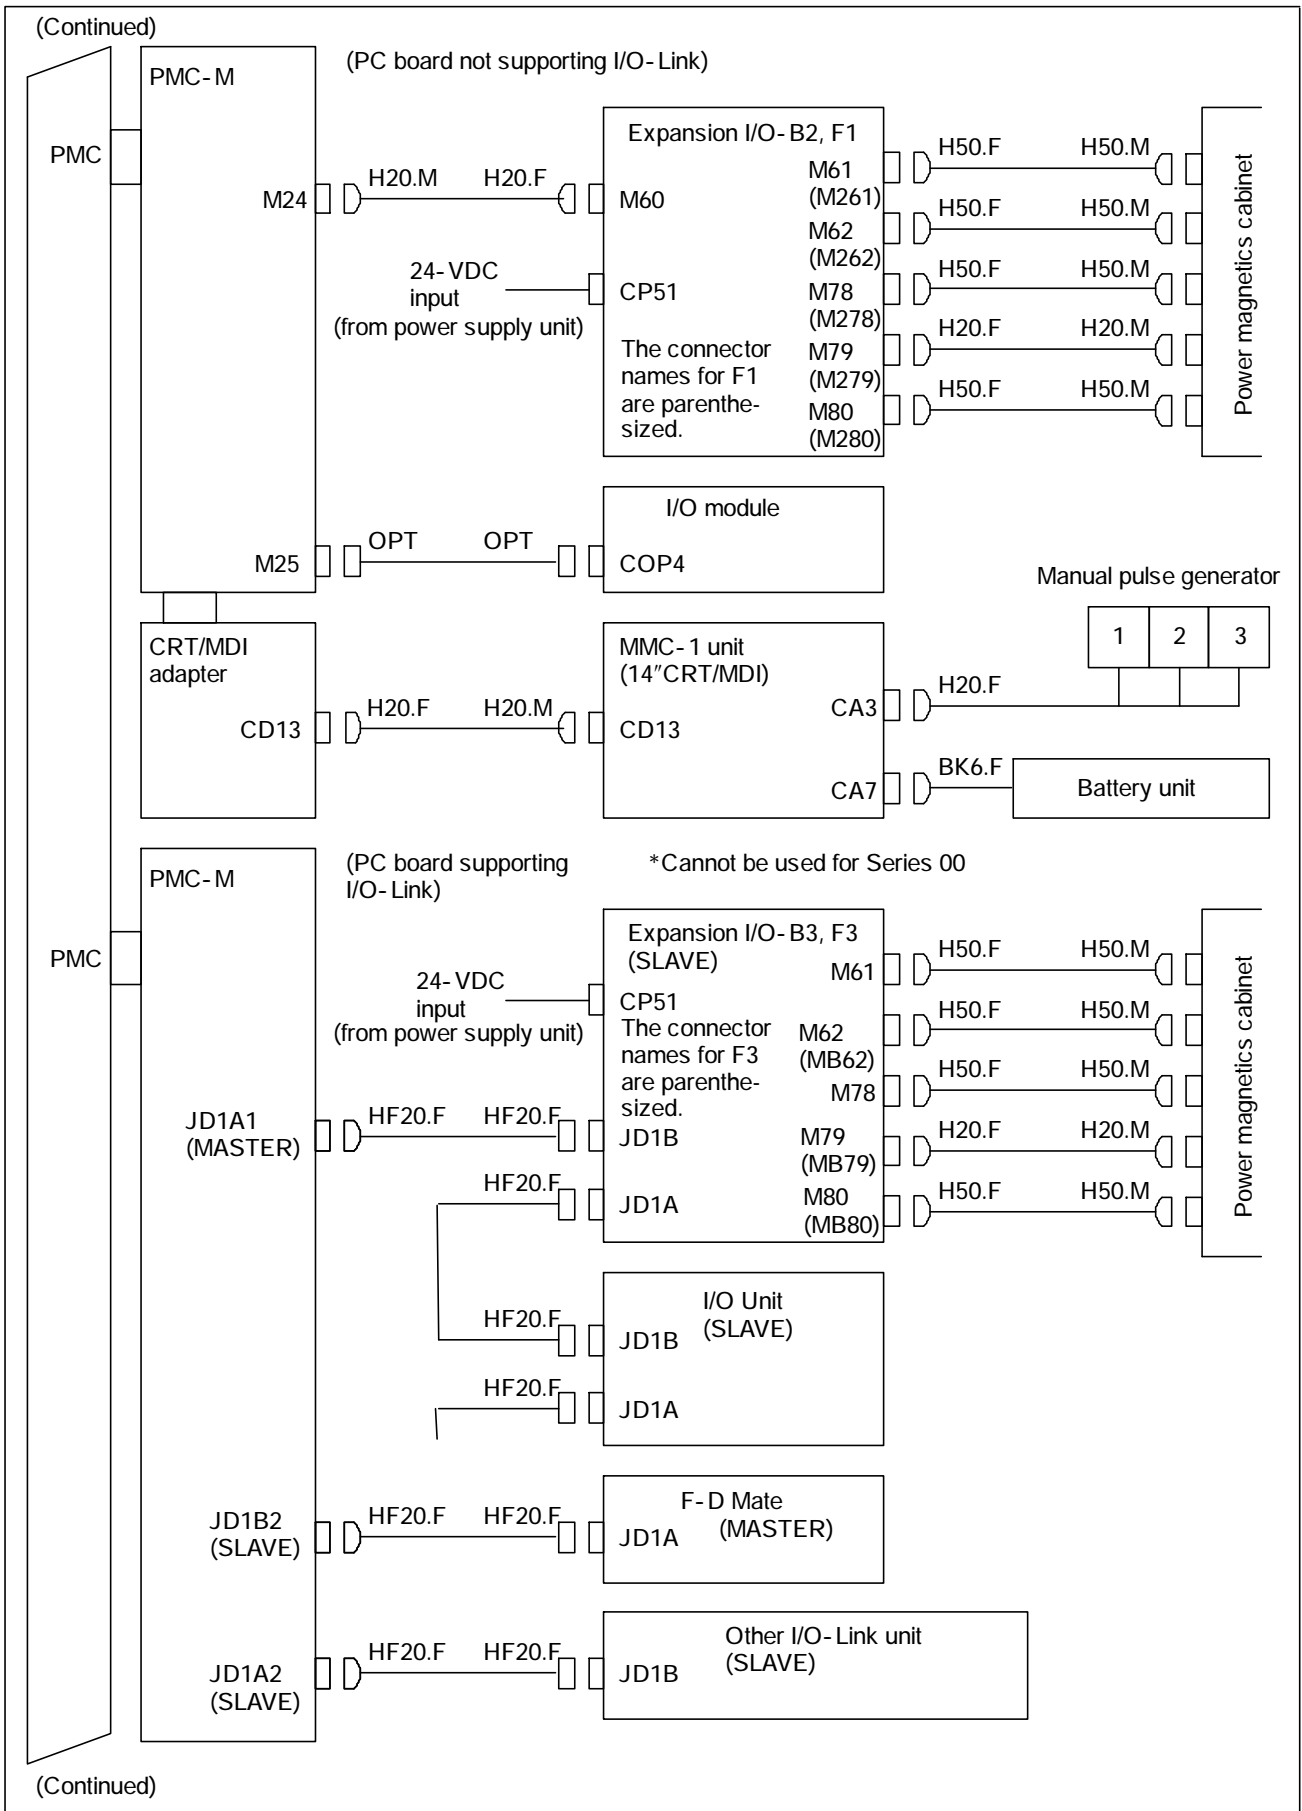 (Continued)
PMC-M
(PC board not supporting I/O-Link)
PMC
Expansion I/O-B2, F1
M24
H20.M
H20.F
M60
M61
(M261)
H50.F
H50.M
M62
(M262)
H50.F
H50.M
24-VDC
input
(from power supply unit)
CP51
M78
(M278)
H50.F
H50.M
The connector
names for F1
are parenthe-
sized.
M79
(M279)
H20.F
H20.M
M80
(M280)
H50.F
H50.M
Power magnetics cabinet
I/O module
M25
OPT
OPT
COP4
Manual pulse generator
1
2
3
CRT/MDI
adapter
MMC-1 unit
(14″CRT/MDI)
CD13
H20.F
H20.M
CD13
CA3
H20.F
CA7
BK6.F
Battery unit
PMC-M
(PC board supporting
I/O-Link)
*Cannot be used for Series 00
PMC
Expansion I/O-B3, F3
(SLAVE)
M61
H50.F
H50.M
24-VDC
input
(from power supply unit)
CP51
The connector
names for F3
are parenthe-
sized.
M62
(MB62)
H50.F
H50.M
M78
H50.F
H50.M
JD1A1
(MASTER)
HF20.F
HF20.F
JD1B
M79
(MB79)
H20.F
H20.M
HF20.F
JD1A
M80
(MB80)
H50.F
H50.M
Power magnetics cabinet
I/O Unit
(SLAVE)
HF20.F
JD1B
HF20.F
JD1A
F-D Mate
(MASTER)
JD1B2
(SLAVE)
HF20.F
HF20.F
JD1A
Other I/O-Link unit
(SLAVE)
JD1A2
(SLAVE)
HF20.F
HF20.F
JD1B
(Continued)